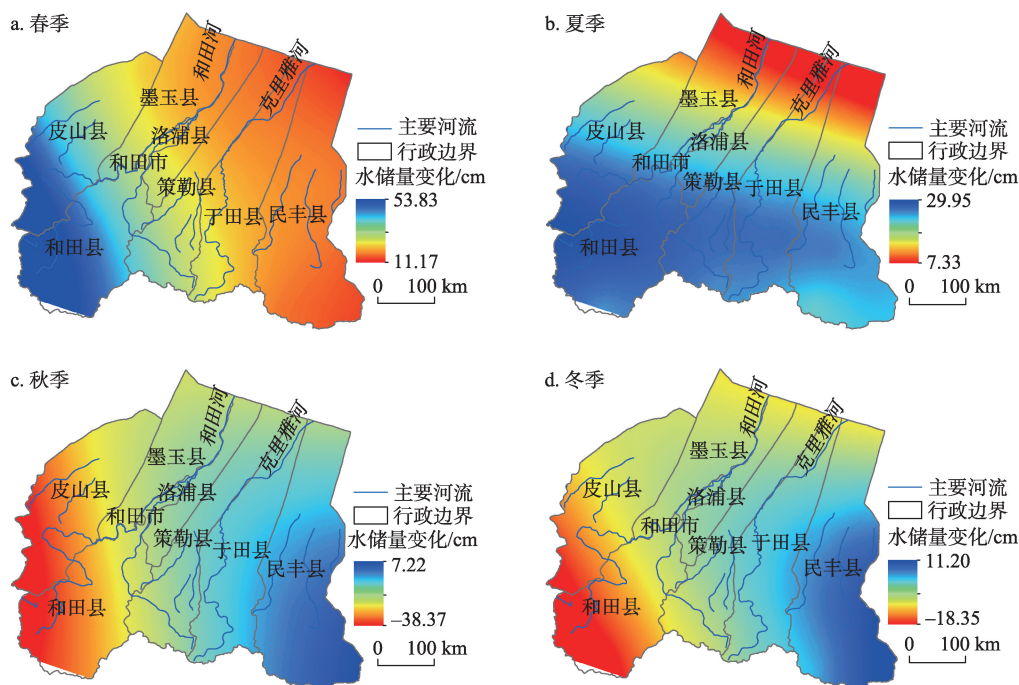 a. 春季
和田河
克里雅河
墨玉县
皮山县
洛浦县
和田市
策勒县
于田县
民丰县
和田县
主要河流
行政边界
水储量变化/cm
53.83
11.17
0 100 km
b. 夏季
和田河
克里雅河
墨玉县
皮山县
洛浦县
和田市
策勒县
于田县
民丰县
和田县
主要河流
行政边界
水储量变化/cm
29.95
7.33
0 100 km
c. 秋季
和田河
克里雅河
墨玉县
皮山县
洛浦县
和田市
策勒县
于田县
民丰县
和田县
主要河流
行政边界
水储量变化/cm
7.22
–38.37
0 100 km
d. 冬季
和田河
克里雅河
墨玉县
皮山县
洛浦县
和田市
策勒县
于田县
民丰县
和田县
主要河流
行政边界
水储量变化/cm
11.20
–18.35
0 100 km